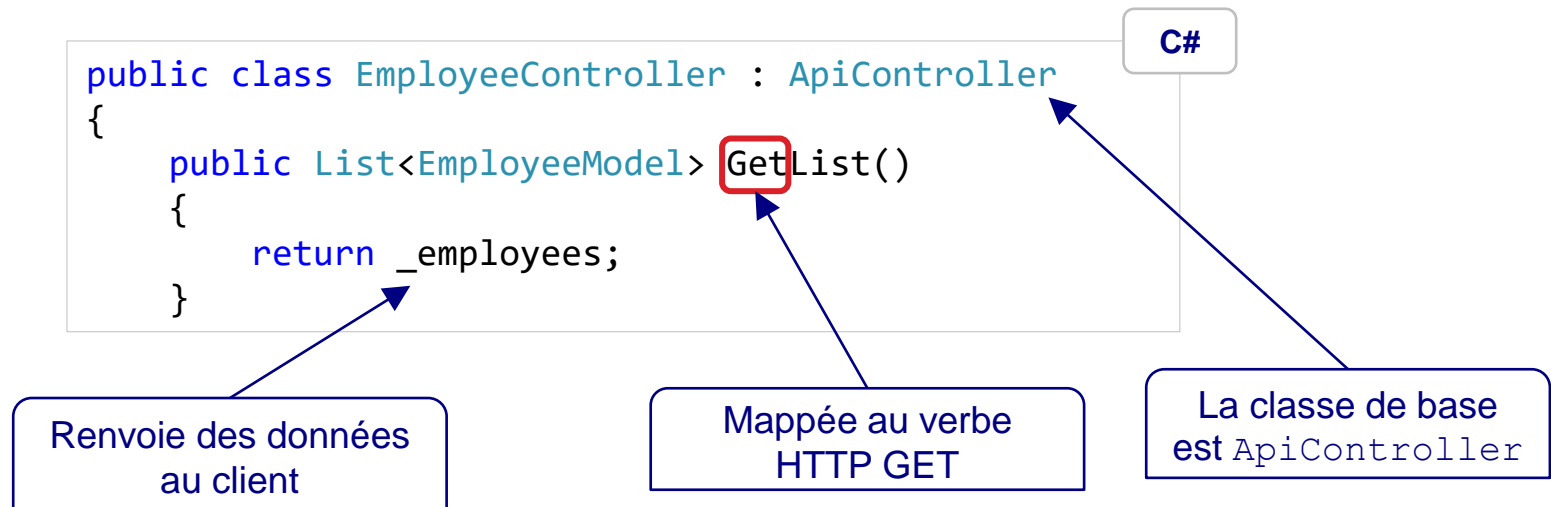 C#
public class EmployeeController : ApiController
{
    public List<EmployeeModel> GetList()
    {
        return _employees;
    }
Renvoie des données
au client
Mappée au verbe
HTTP GET
La classe de base
est ApiController